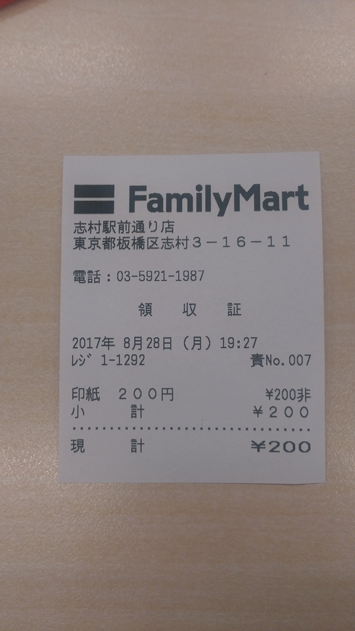 FamilyMart
志村駅前通り店
東京都板橋区志村3-16-11
電話:03-5921-1987
領 収 証
2017年 8月28日(月) 19:27
ﾚｼﾞ 1-1292 責No.007
印紙 200円 ¥200非
小 計 ¥200
現 計 ¥200